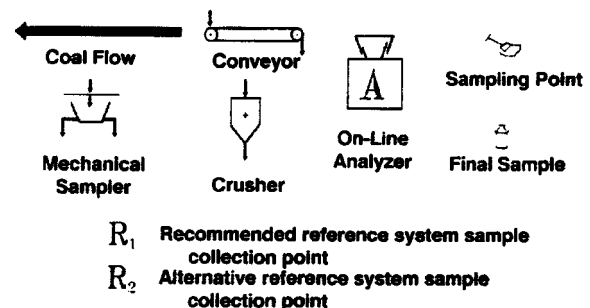 Coal Flow
Conveyor
Sampling Point
A
Mechanical
Sampler
Crusher
On-Line
Analyzer
Final Sample
R₁ Recommended reference system sample
collection point
R₂ Alternative reference system sample
collection point